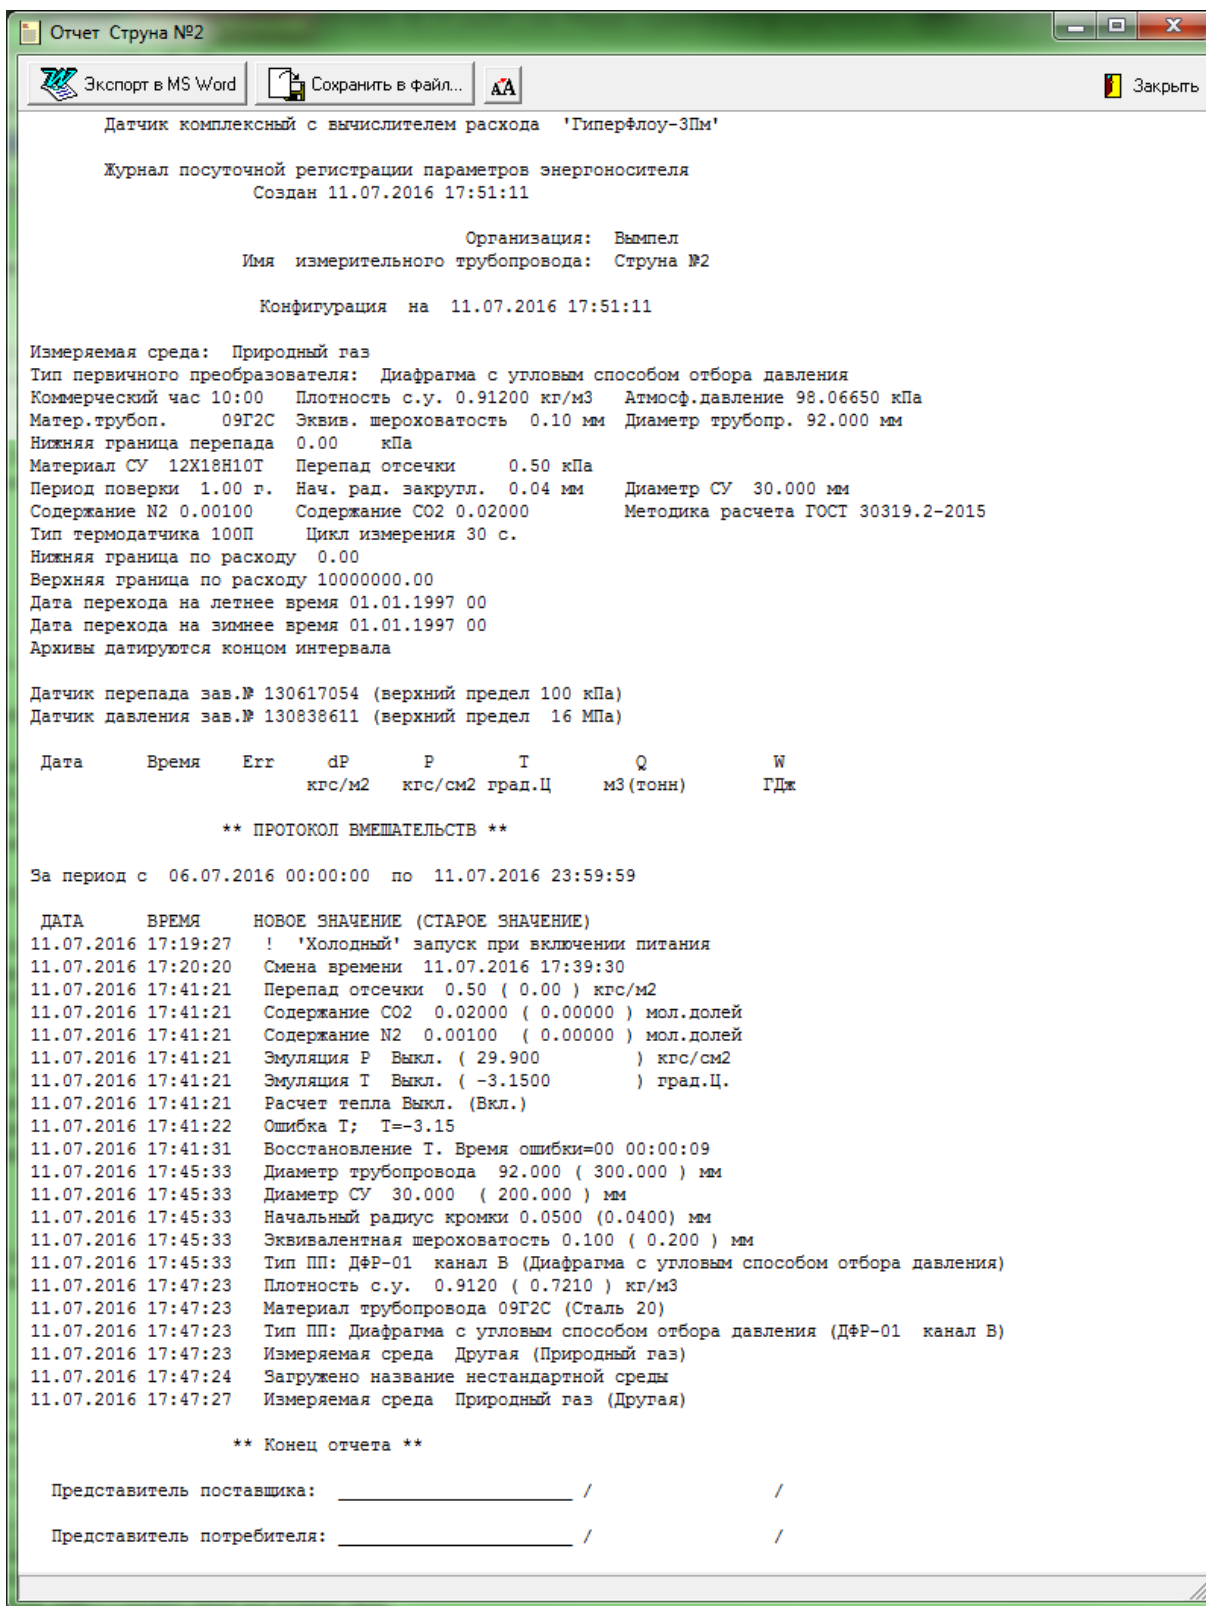 Отчет Струна №2
Экспорт в MS Word Сохранить в файл... АА Закрыть
Датчик комплексный с вычислителем расхода 'ГиперФлоу-3Пм'
Журнал посуточной регистрации параметров энергоносителя
Создан 11.07.2016 17:51:11
Организация: Вымпел
Имя измерительного трубопровода: Струна №2
Конфигурация на 11.07.2016 17:51:11
Измеряемая среда: Природный газ
Тип первичного преобразователя: Диафрагма с угловым способом отбора давления
Коммерческий час 10:00 Плотность с.у. 0.91200 кг/м3 Атмосф.давление 98.06650 кПа
Матер.трубоп. 09Г2С Эквив. шероховатость 0.10 мм Диаметр трубопр. 92.000 мм
Нижняя граница перепада 0.00 кПа
Материал СУ 12Х18Н10Т Перепад отсечки 0.50 кПа
Период поверки 1.00 г. Нач. рад. закругл. 0.04 мм Диаметр СУ 30.000 мм
Содержание N2 0.00100 Содержание CO2 0.02000 Методика расчета ГОСТ 30319.2-2015
Тип термодатчика 100П Цикл измерения 30 с.
Нижняя граница по расходу 0.00
Верхняя граница по расходу 10000000.00
Дата перехода на летнее время 01.01.1997 00
Дата перехода на зимнее время 01.01.1997 00
Архивы датируются концом интервала
Датчик перепада зав.№ 130617054 (верхний предел 100 кПа)
Датчик давления зав.№ 130838611 (верхний предел 16 МПа)
Дата Время Err dP P T Q W
кгс/м2 кгс/см2 град.Ц м3(тонн) ГДж
** ПРОТОКОЛ ВМЕШАТЕЛЬСТВ **
За период с 06.07.2016 00:00:00 по 11.07.2016 23:59:59
ДАТА ВРЕМЯ НОВОЕ ЗНАЧЕНИЕ (СТАРОЕ ЗНАЧЕНИЕ)
11.07.2016 17:19:27 ! 'Холодный' запуск при включении питания
11.07.2016 17:20:20 Смена времени 11.07.2016 17:39:30
11.07.2016 17:41:21 Перепад отсечки 0.50 ( 0.00 ) кгс/м2
11.07.2016 17:41:21 Содержание CO2 0.02000 ( 0.00000 ) мол.долей
11.07.2016 17:41:21 Содержание N2 0.00100 ( 0.00000 ) мол.долей
11.07.2016 17:41:21 Эмуляция P Выкл. ( 29.900 ) кгс/см2
11.07.2016 17:41:21 Эмуляция T Выкл. ( -3.1500 ) град.Ц.
11.07.2016 17:41:21 Расчет тепла Выкл. (Вкл.)
11.07.2016 17:41:22 Ошибка T; T=-3.15
11.07.2016 17:41:31 Восстановление T. Время ошибки=00 00:00:09
11.07.2016 17:45:33 Диаметр трубопровода 92.000 ( 300.000 ) мм
11.07.2016 17:45:33 Диаметр СУ 30.000 ( 200.000 ) мм
11.07.2016 17:45:33 Начальный радиус кромки 0.0500 (0.0400) мм
11.07.2016 17:45:33 Эквивалентная шероховатость 0.100 ( 0.200 ) мм
11.07.2016 17:45:33 Тип ПП: ДФР-01 канал В (Диафрагма с угловым способом отбора давления)
11.07.2016 17:47:23 Плотность с.у. 0.9120 ( 0.7210 ) кг/м3
11.07.2016 17:47:23 Материал трубопровода 09Г2С (Сталь 20)
11.07.2016 17:47:23 Тип ПП: Диафрагма с угловым способом отбора давления (ДФР-01 канал В)
11.07.2016 17:47:23 Измеряемая среда Другая (Природный газ)
11.07.2016 17:47:24 Загружено название нестандартной среды
11.07.2016 17:47:27 Измеряемая среда Природный газ (Другая)
** Конец отчета **
Представитель поставщика: ______________________ / /
Представитель потребителя: ______________________ / /